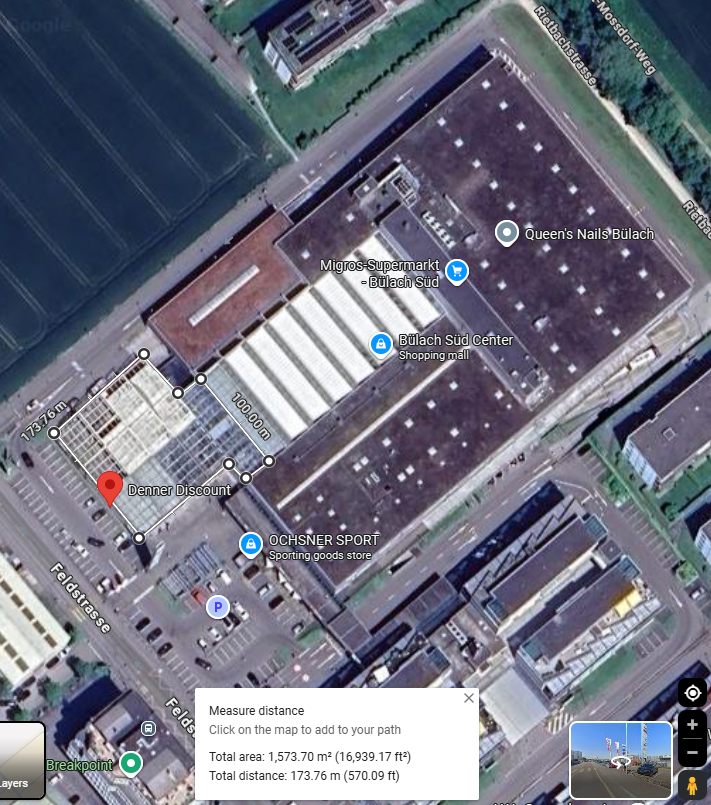 Google
-Mossdorf-Weg
Rietbachstrasse
Rietba
Queen's Nails Bülach
Migros-Supermarkt
- Bülach Süd
Bülach Süd Center
Shopping mall
173.76 m
100.00 m
Denner Discount
OCHSNER SPORT
Sporting goods store
Feldstrasse
P
Felds
Measure distance
Click on the map to add to your path
Total area: 1,573.70 m² (16,939.17 ft²)
Total distance: 173.76 m (570.09 ft)
Breakpoint
ayers